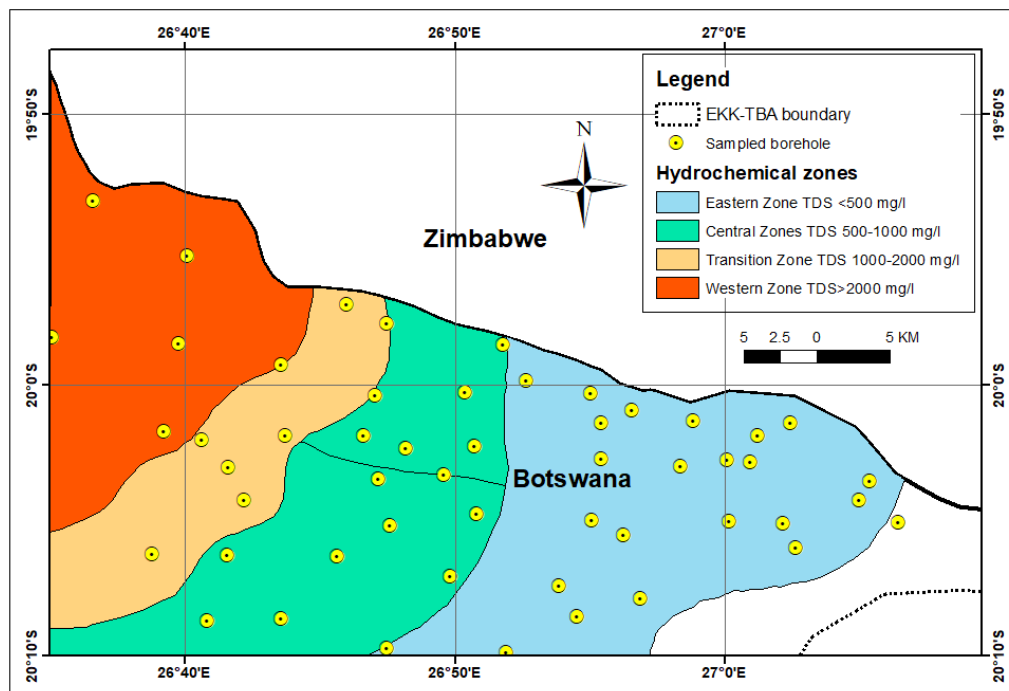 26°40'E 26°50'E 27°0'E
19°50'S 19°50'S
Legend
EKK-TBA boundary
Sampled borehole
Hydrochemical zones
Eastern Zone TDS <500 mg/l
Central Zones TDS 500-1000 mg/l
Transition Zone TDS 1000-2000 mg/l
Western Zone TDS>2000 mg/l
N
Zimbabwe
5 2.5 0 5 KM
20°0'S 20°0'S
Botswana
20°10'S 20°10'S
26°40'E 26°50'E 27°0'E